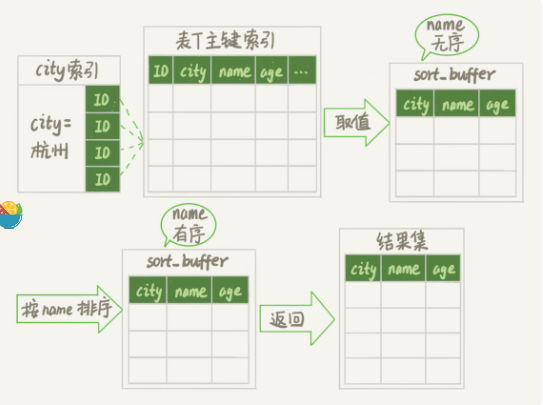 name
无序
表T主键索引
city索引
sort_buffer
ID city name age ...
city name age
ID
ID
ID
ID
city=
杭州
取值
name
有序
sort_buffer
结果集
city name age
city name age
按name排序
返回